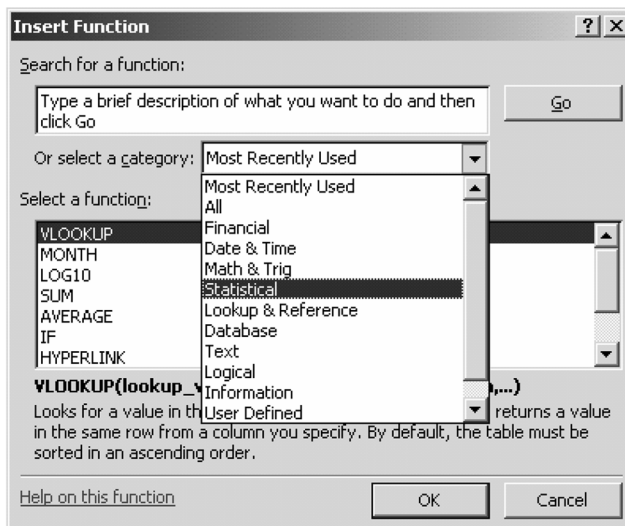 Insert Function
Search for a function:
Type a brief description of what you want to do and then
click Go
Go
Or select a category: Most Recently Used
Most Recently Used
All
Financial
Date & Time
Math & Trig
Statistical
Lookup & Reference
Database
Text
Logical
Information
User Defined
Select a function:
VLOOKUP
MONTH
LOG10
SUM
AVERAGE
IF
HYPERLINK
VLOOKUP(lookup_ ,...)
Looks for a value in th returns a value
in the same row from a column you specify. By default, the table must be
sorted in an ascending order.
Help on this function
OK
Cancel